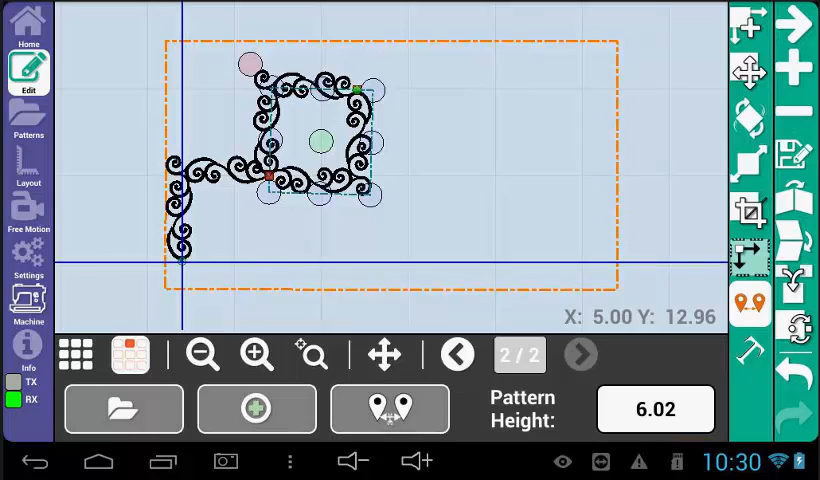 Home
Edit
Patterns
Layout
Free Motion
Settings
Machine
Info
TX
RX
X: 5.00 Y: 12.96
2 / 2
Pattern
Height:
6.02
10:30